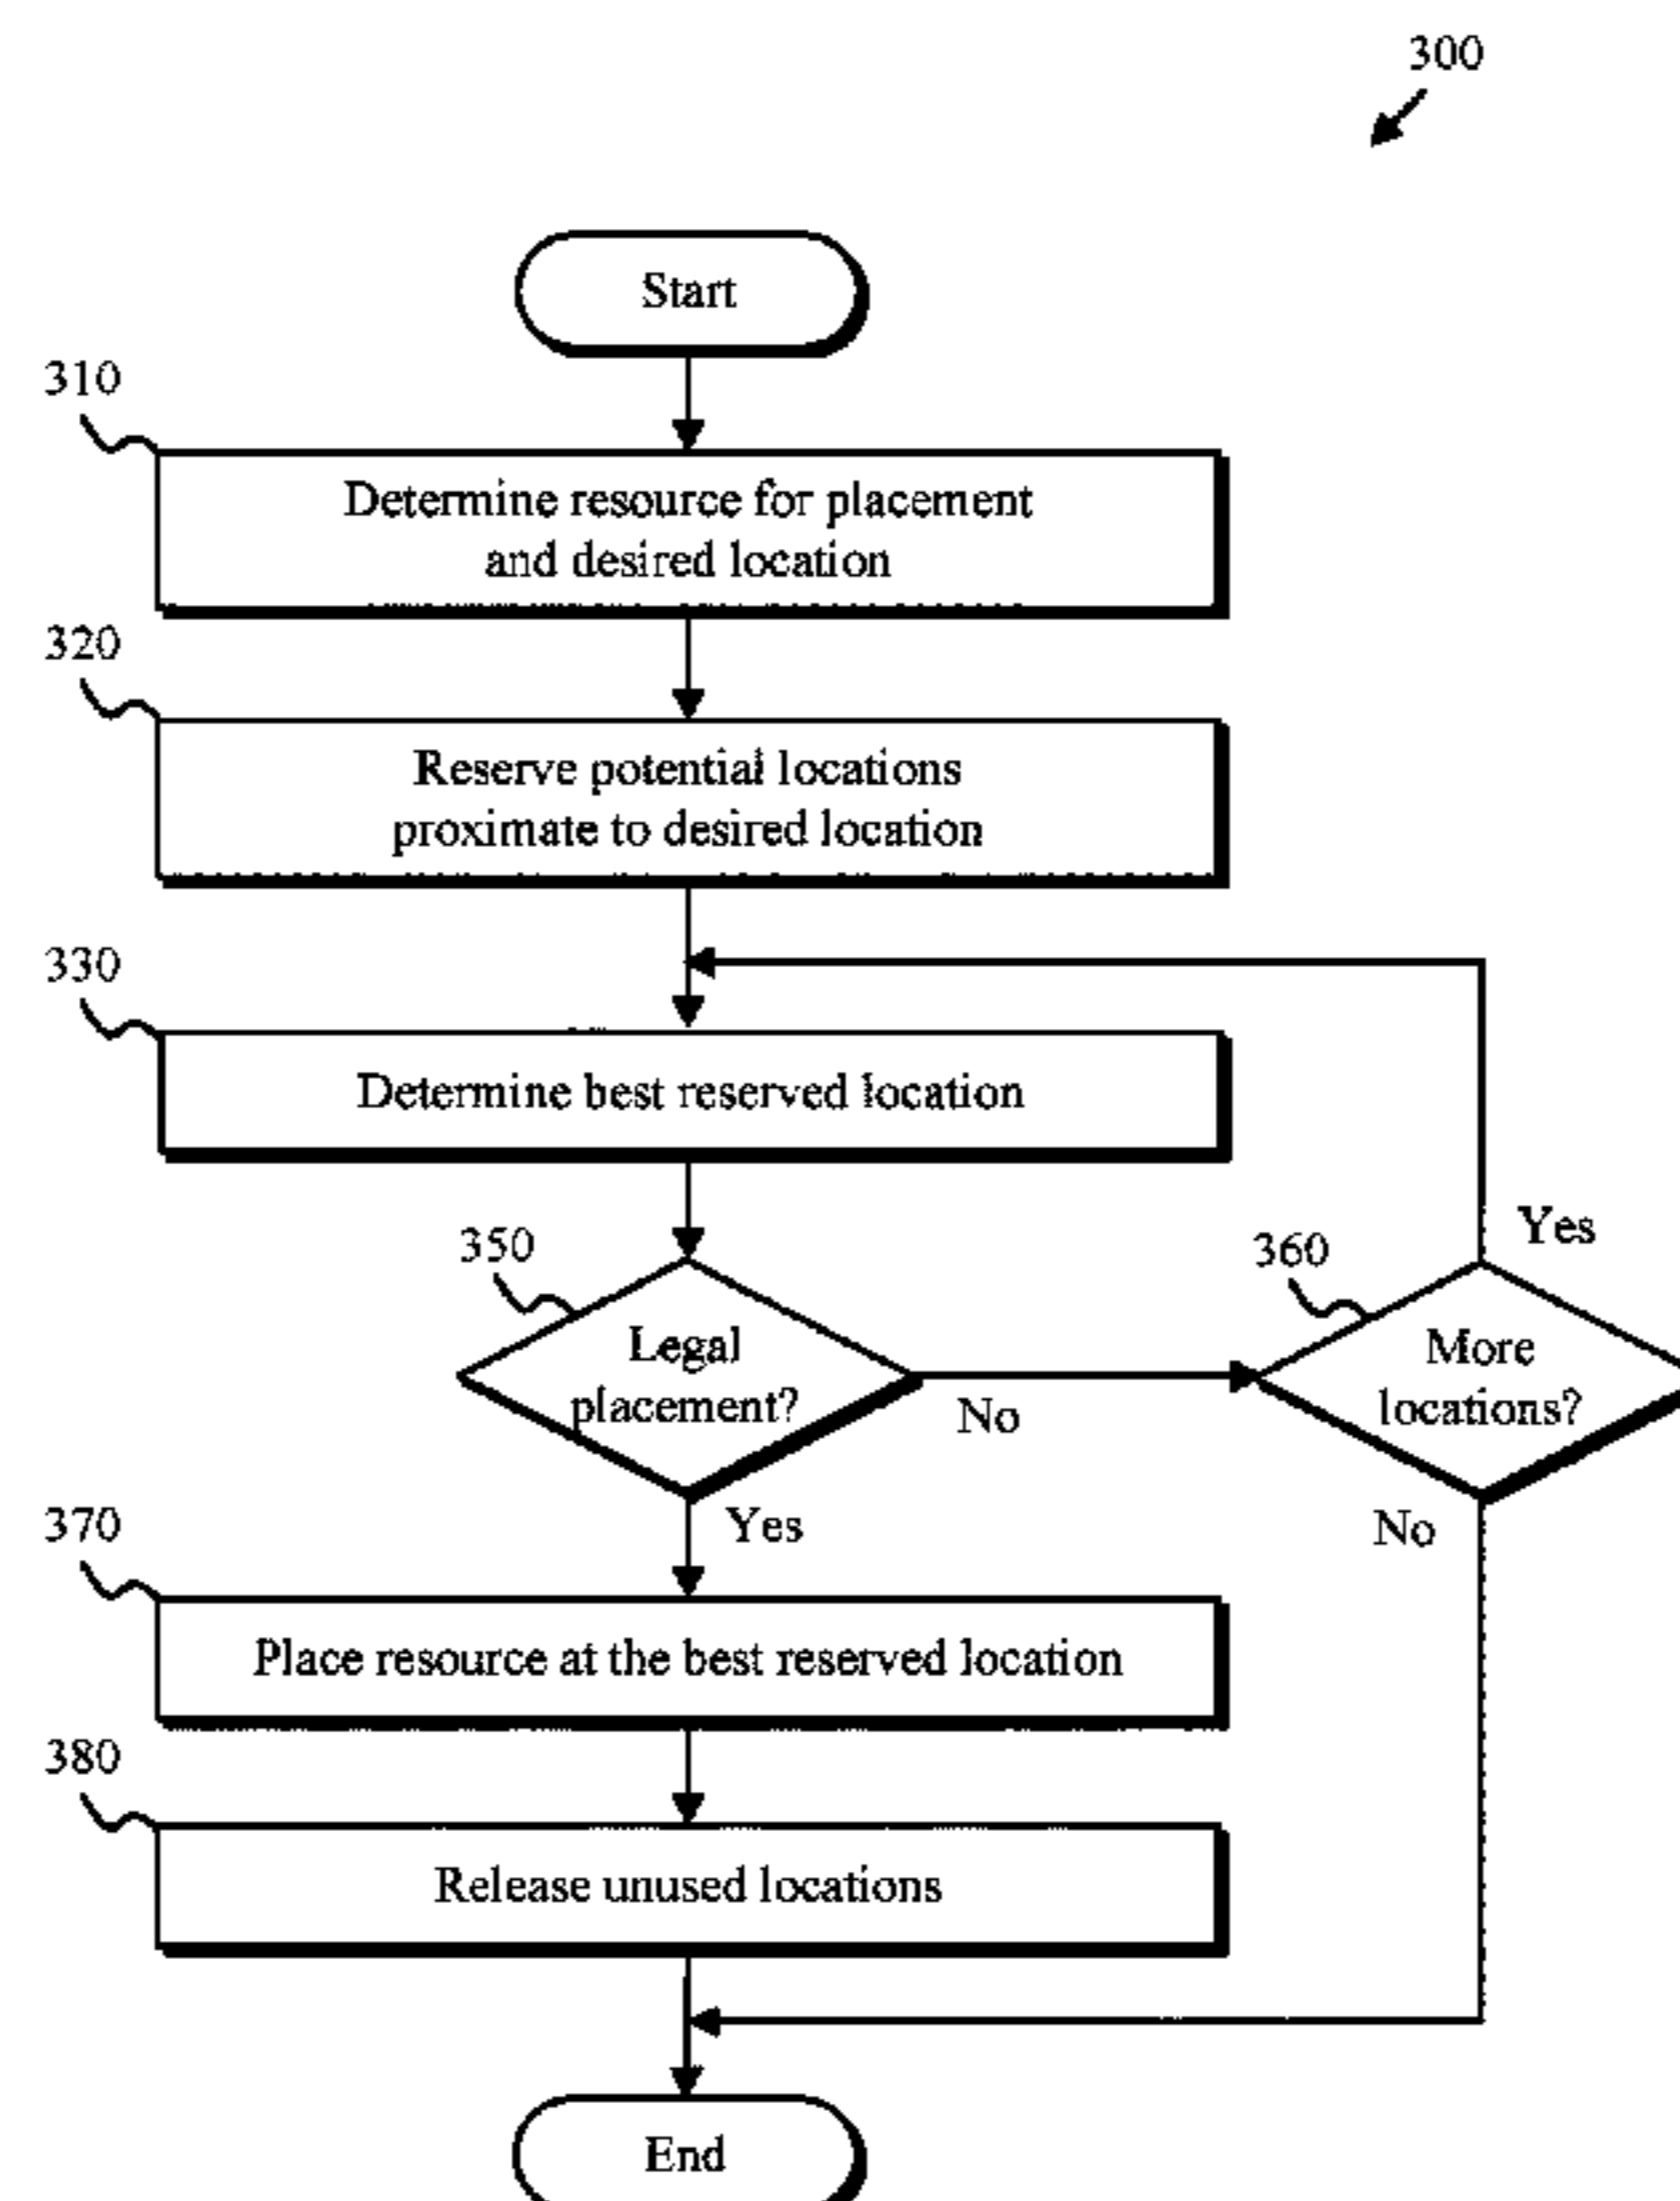 300
Start
310
Determine resource for placement
and desired location
320
Reserve potential locations
proximate to desired location
330
Determine best reserved location
350
Legal
placement?
No
Yes
360
More
locations?
Yes
No
370
Place resource at the best reserved location
380
Release unused locations
End